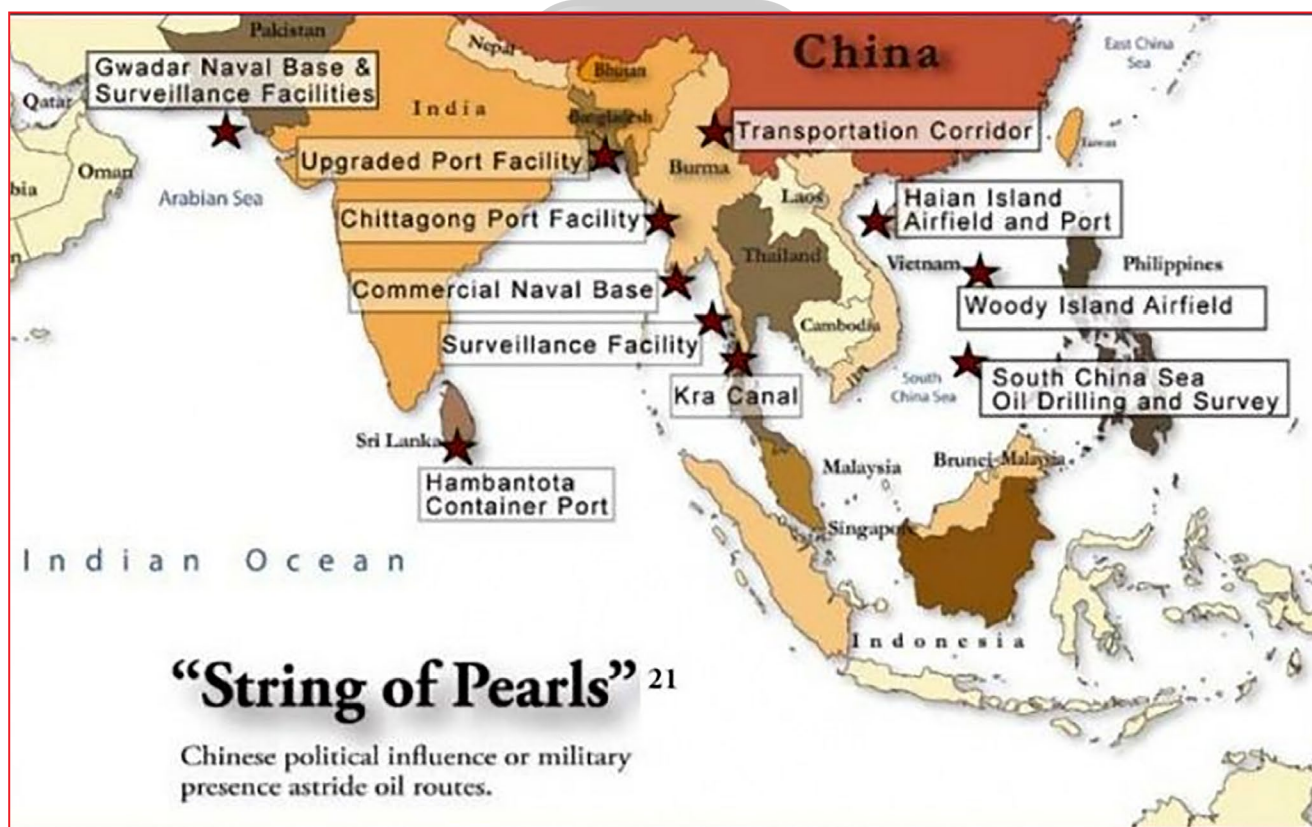 Pakistan
Nepal
China
East China
Sea
Gwadar Naval Base &
Surveillance Facilities
Bhutan
Qatar
India
Bangladesh
Transportation Corridor
Oman
Upgraded Port Facility
Burma
Taiwan
bia
Arabian Sea
Laos
Haian Island
Airfield and Port
Chittagong Port Facility
Thailand
Vietnam
Philippines
n
Commercial Naval Base
Woody Island Airfield
Surveillance Facility
Cambodia
Kra Canal
South
China Sea
South China Sea
Oil Drilling and Survey
Sri Lanka
Malaysia
Brunei
Malaysia
Hambantota
Container Port
Singapor
Indian Ocean
Indonesia
“String of Pearls” 21
Chinese political influence or military
presence astride oil routes.